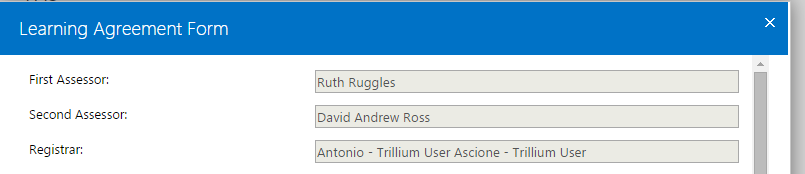 Learning Agreement Form
First Assessor: Ruth Ruggles
Second Assessor: David Andrew Ross
Registrar: Antonio - Trillium User Ascione - Trillium User